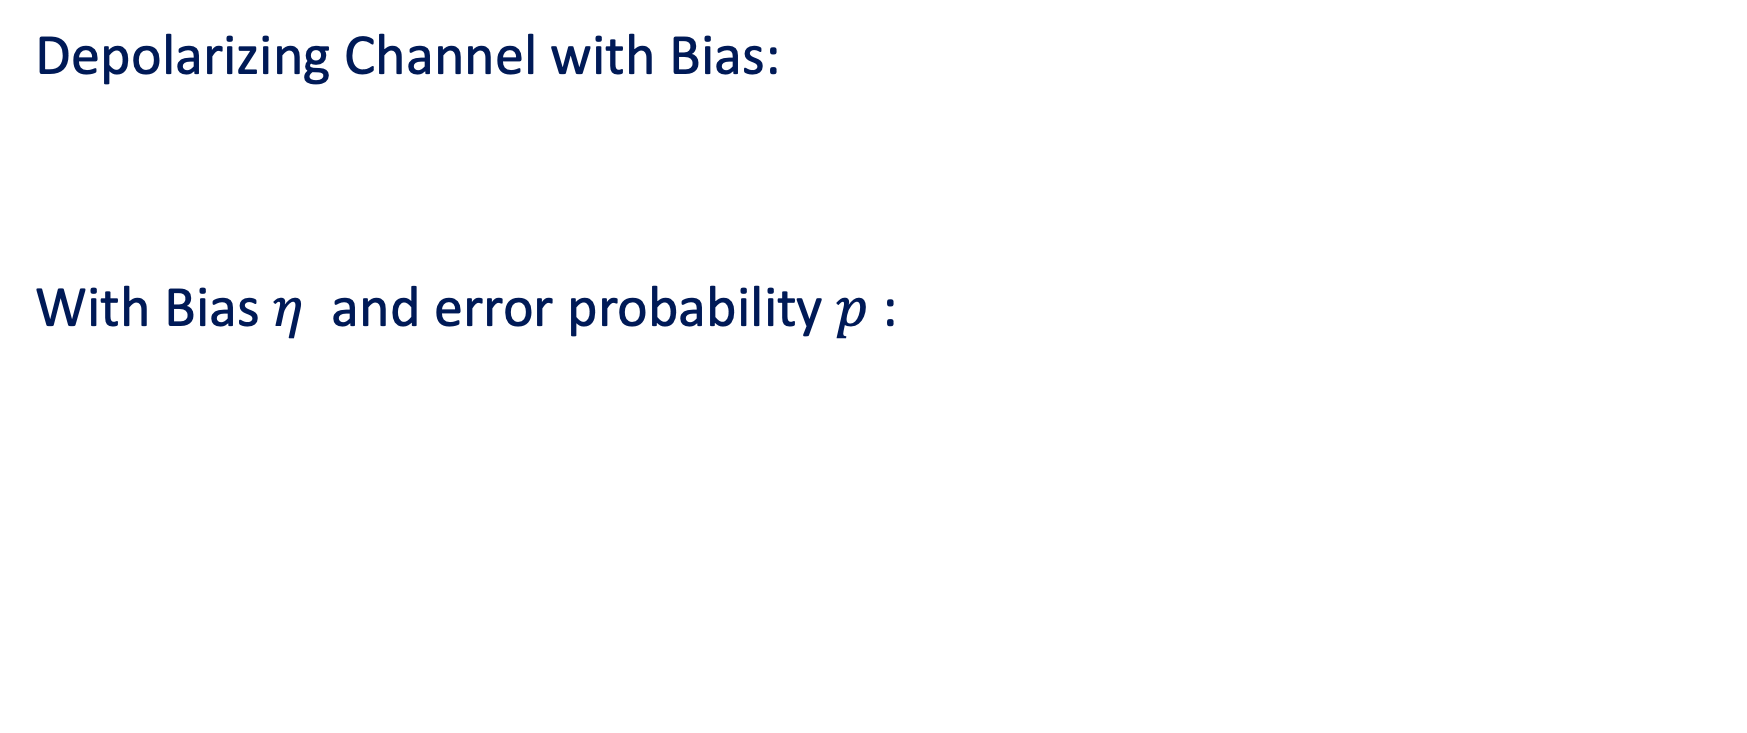 Depolarizing Channel with Bias:
With Bias η and error probability p :